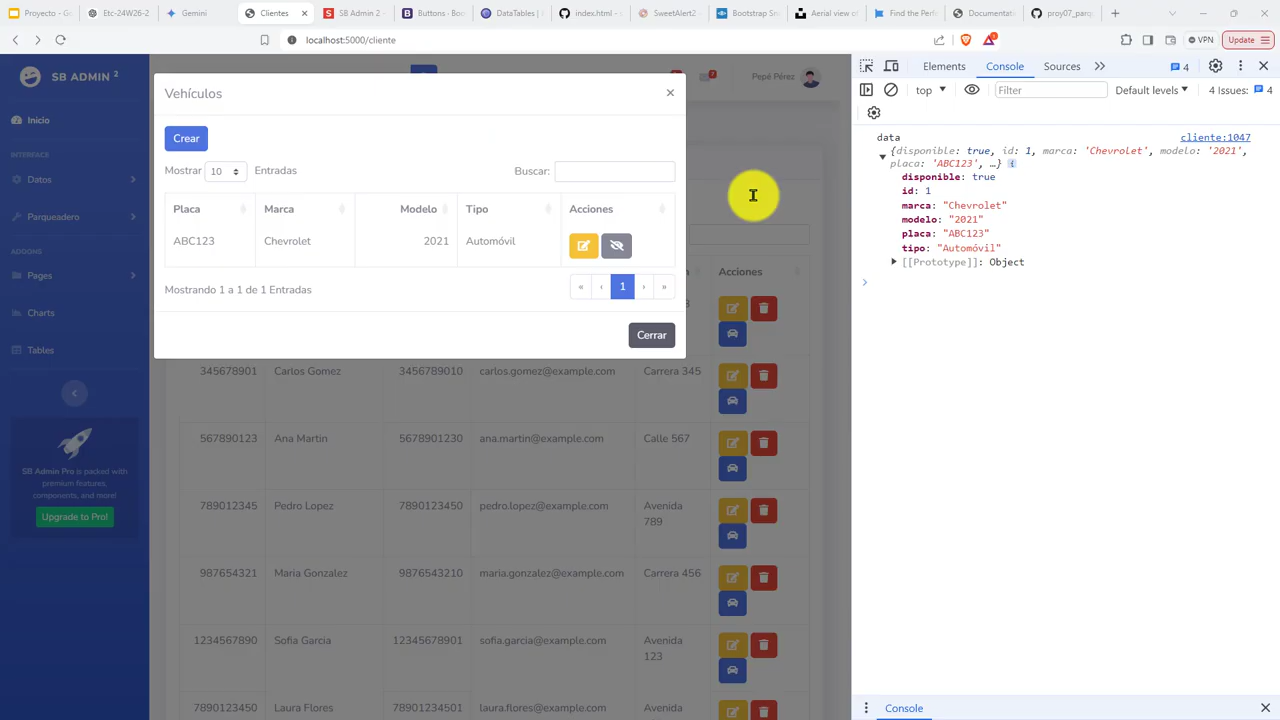 Proyecto - G
Etc-24W26-2
Gemini
Clientes
SB Admin 2 -
Buttons - Bo
DataTables |
index.html -
SweetAlert2
Bootstrap Sn
Aerial view of
Find the Perfe
Documentati
proy07_parq
localhost:5000/cliente
VPN
Update
SB ADMIN 2
Inicio
INTERFACE
Datos
Parqueadero
ADDONS
Pages
Charts
Tables
SB Admin Pro is packed with
premium features,
components, and more!
Upgrade to Pro!
Pepé Pérez
Vehículos
×
Crear
Mostrar 10 Entradas
Buscar:
Placa Marca Modelo Tipo Acciones
ABC123 Chevrolet 2021 Automóvil
Mostrando 1 a 1 de 1 Entradas
« ‹ 1 › »
Cerrar
Acciones
345678901 Carlos Gomez 3456789010 carlos.gomez@example.com Carrera 345
567890123 Ana Martin 5678901230 ana.martin@example.com Calle 567
789012345 Pedro Lopez 7890123450 pedro.lopez@example.com Avenida
789
987654321 Maria Gonzalez 9876543210 maria.gonzalez@example.com Carrera 456
1234567890 Sofia Garcia 12345678901 sofia.garcia@example.com Avenida
123
7890123450 Laura Flores 12345674501 laura.flores@example.com Avenida
Elements Console Sources 4
top Filter Default levels 4 Issues: 4
data cliente:1047
{disponible: true, id: 1, marca: 'Chevrolet', modelo: '2021',
placa: 'ABC123', …}
disponible: true
id: 1
marca: "Chevrolet"
modelo: "2021"
placa: "ABC123"
tipo: "Automóvil"
[[Prototype]]: Object
Console